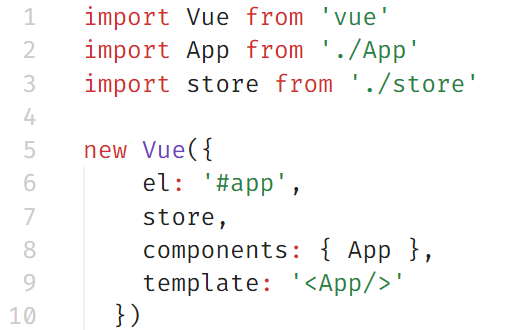 1 import Vue from 'vue'
2 import App from './App'
3 import store from './store'
4
5 new Vue({
6     el: '#app',
7     store,
8     components: { App },
9     template: '<App/>'
10   })